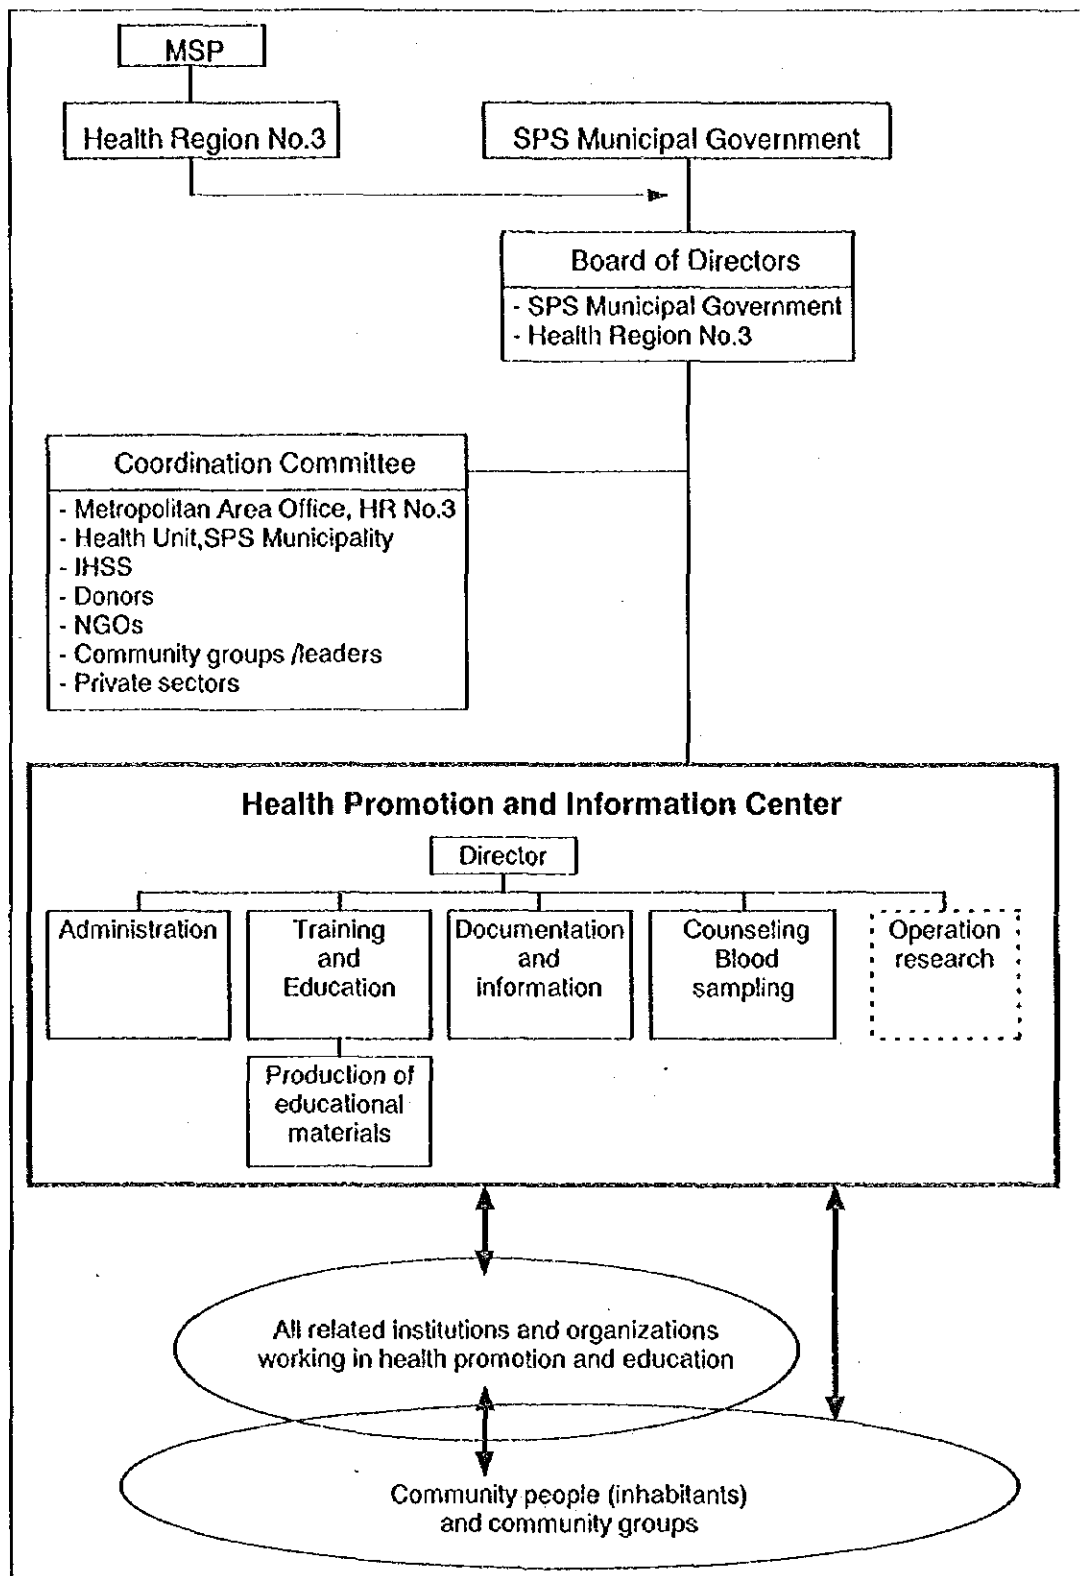 MSP
Health Region No.3
SPS Municipal Government
Board of Directors
- SPS Municipal Government
- Health Region No.3
Coordination Committee
- Metropolitan Area Office, HR No.3
- Health Unit,SPS Municipality
- IHSS
- Donors
- NGOs
- Community groups /leaders
- Private sectors
Health Promotion and Information Center
Director
Administration
Training
and
Education
Documentation
and
information
Counseling
Blood
sampling
Operation
research
Production of
educational
materials
All related institutions and organizations
working in health promotion and education
Community people (inhabitants)
and community groups